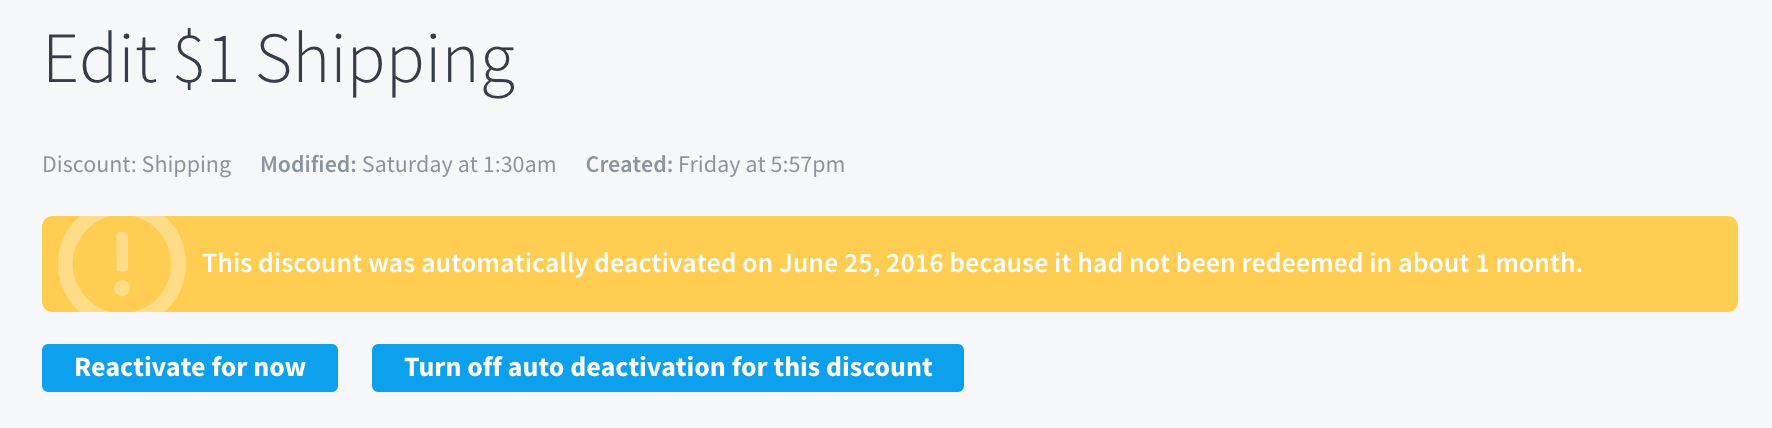 Edit $1 Shipping
Discount: Shipping Modified: Saturday at 1:30am Created: Friday at 5:57pm
This discount was automatically deactivated on June 25, 2016 because it had not been redeemed in about 1 month.
Reactivate for now Turn off auto deactivation for this discount